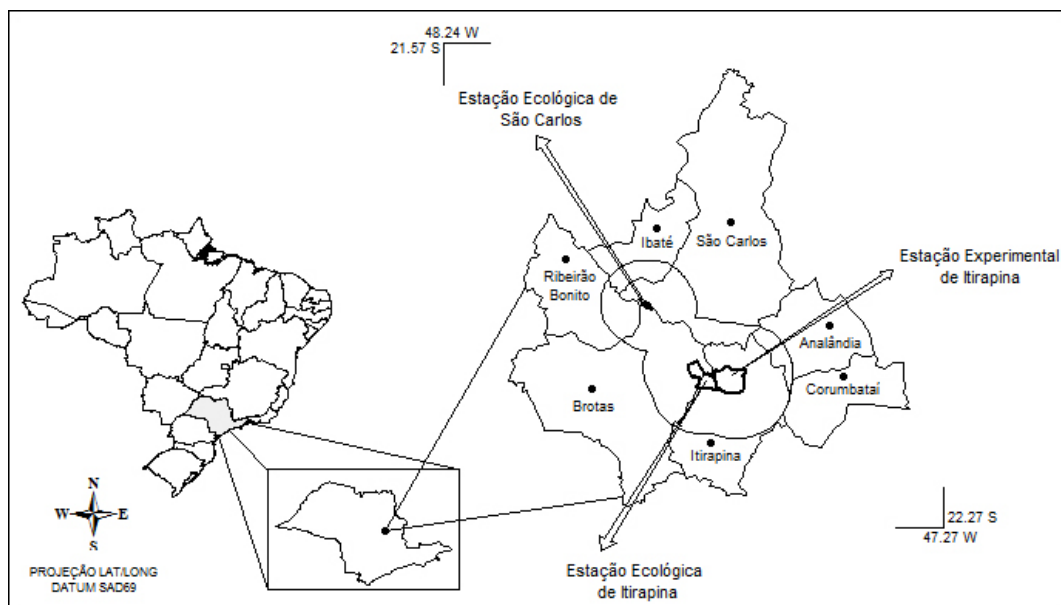 48.24 W
21.57 S
Estação Ecológica de
São Carlos
Ibaté
São Carlos
Estação Experimental
de Itirapina
Ribeirão
Bonito
Analândia
Corumbataí
Brotas
Itirapina
N
W E
S
22.27 S
47.27 W
PROJEÇÃO LAT/LONG
DATUM SAD69
Estação Ecológica
de Itirapina